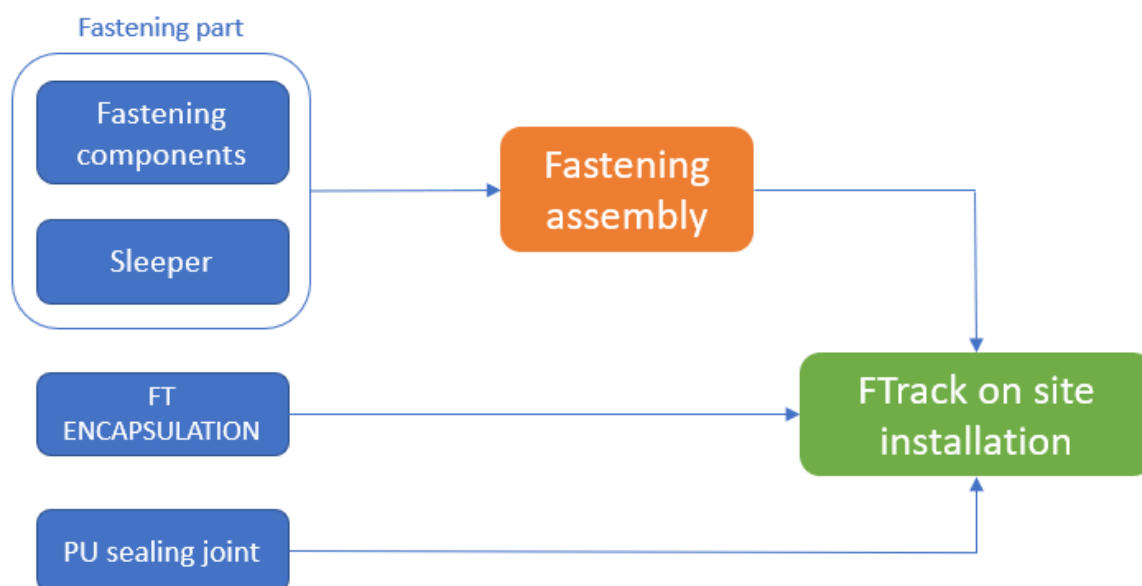 Fastening part
Fastening
components
Sleeper
Fastening
assembly
FT
ENCAPSULATION
FTrack on site
installation
PU sealing joint